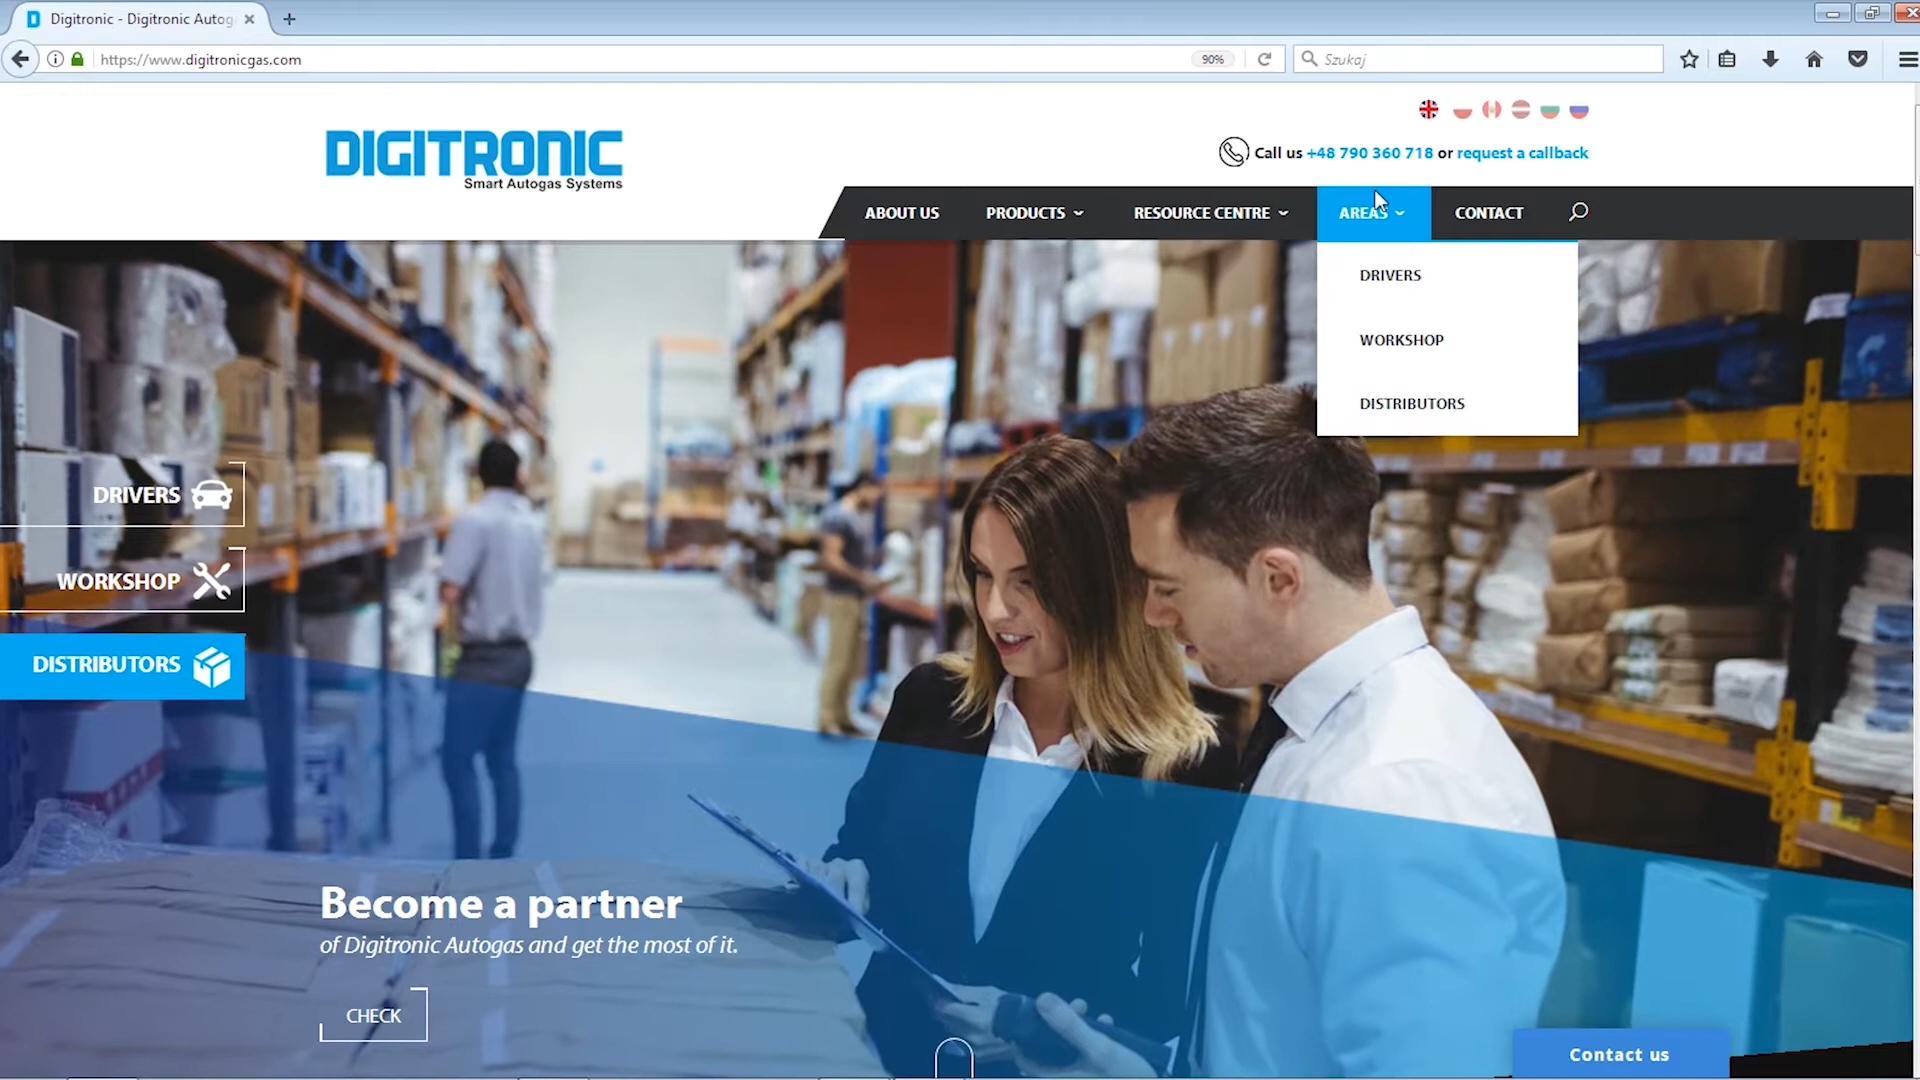 Digitronic - Digitronic Autog
https://www.digitronicgas.com
90%
Szukaj
DIGITRONIC
Smart Autogas Systems
Call us +48 790 360 718 or request a callback
ABOUT US
PRODUCTS
RESOURCE CENTRE
AREAS
CONTACT
DRIVERS
WORKSHOP
DISTRIBUTORS
DRIVERS
WORKSHOP
DISTRIBUTORS
Become a partner
of Digitronic Autogas and get the most of it.
CHECK
Contact us